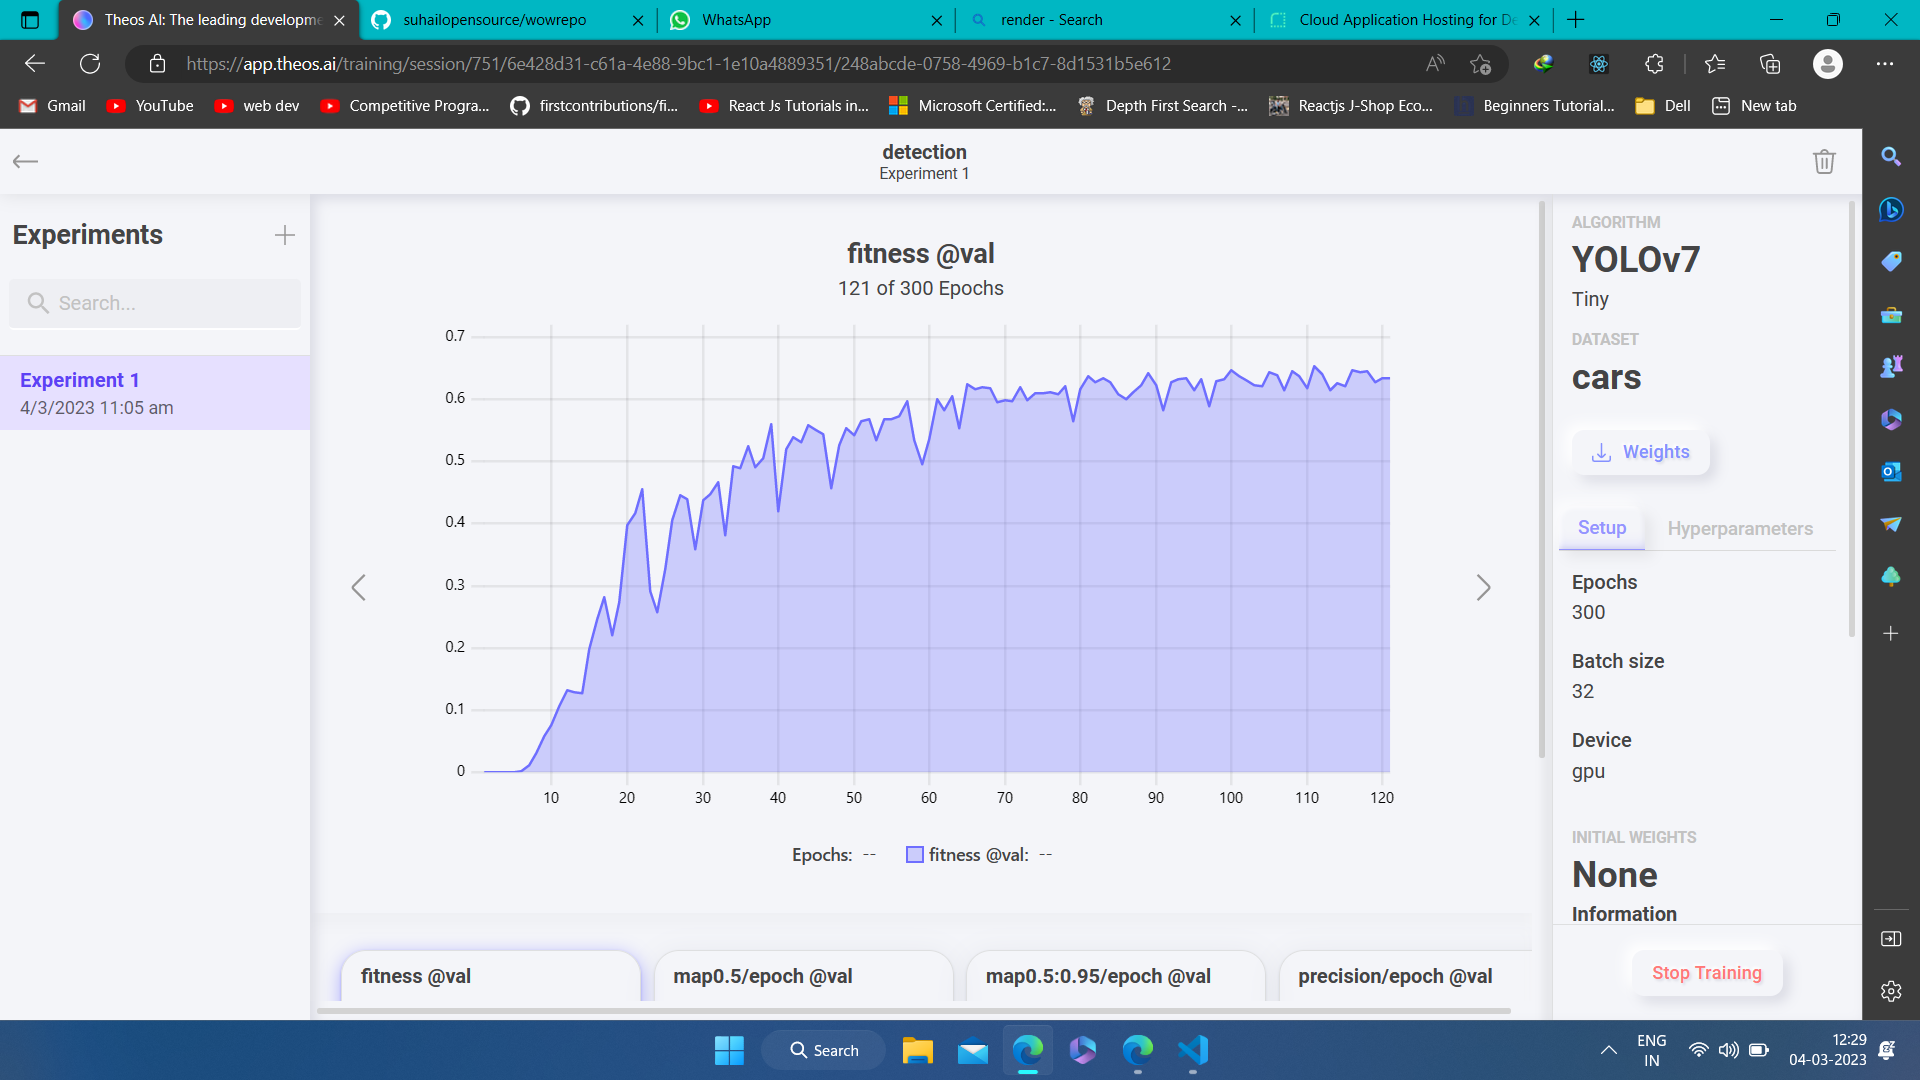 Theos AI: The leading developme
suhailopensource/wowrepo
WhatsApp
render - Search
Cloud Application Hosting for De
https://app.theos.ai/training/session/751/6e428d31-c61a-4e88-9bc1-1e10a4889351/248abcde-0758-4969-b1c7-8d1531b5e612
Gmail
YouTube
web dev
Competitive Progra...
firstcontributions/fi...
React Js Tutorials in...
Microsoft Certified:...
Depth First Search -...
Reactjs J-Shop Eco...
Beginners Tutorial...
Dell
New tab
detection
Experiment 1
Experiments
Search...
Experiment 1
4/3/2023 11:05 am
fitness @val
121 of 300 Epochs
0.7
0.6
0.5
0.4
0.3
0.2
0.1
0
10 20 30 40 50 60 70 80 90 100 110 120
Epochs: -- fitness @val: --
fitness @val
map0.5/epoch @val
map0.5:0.95/epoch @val
precision/epoch @val
ALGORITHM
YOLOv7
Tiny
DATASET
cars
Weights
Setup
Hyperparameters
Epochs
300
Batch size
32
Device
gpu
INITIAL WEIGHTS
None
Information
Stop Training
Search
ENG
IN
12:29
04-03-2023